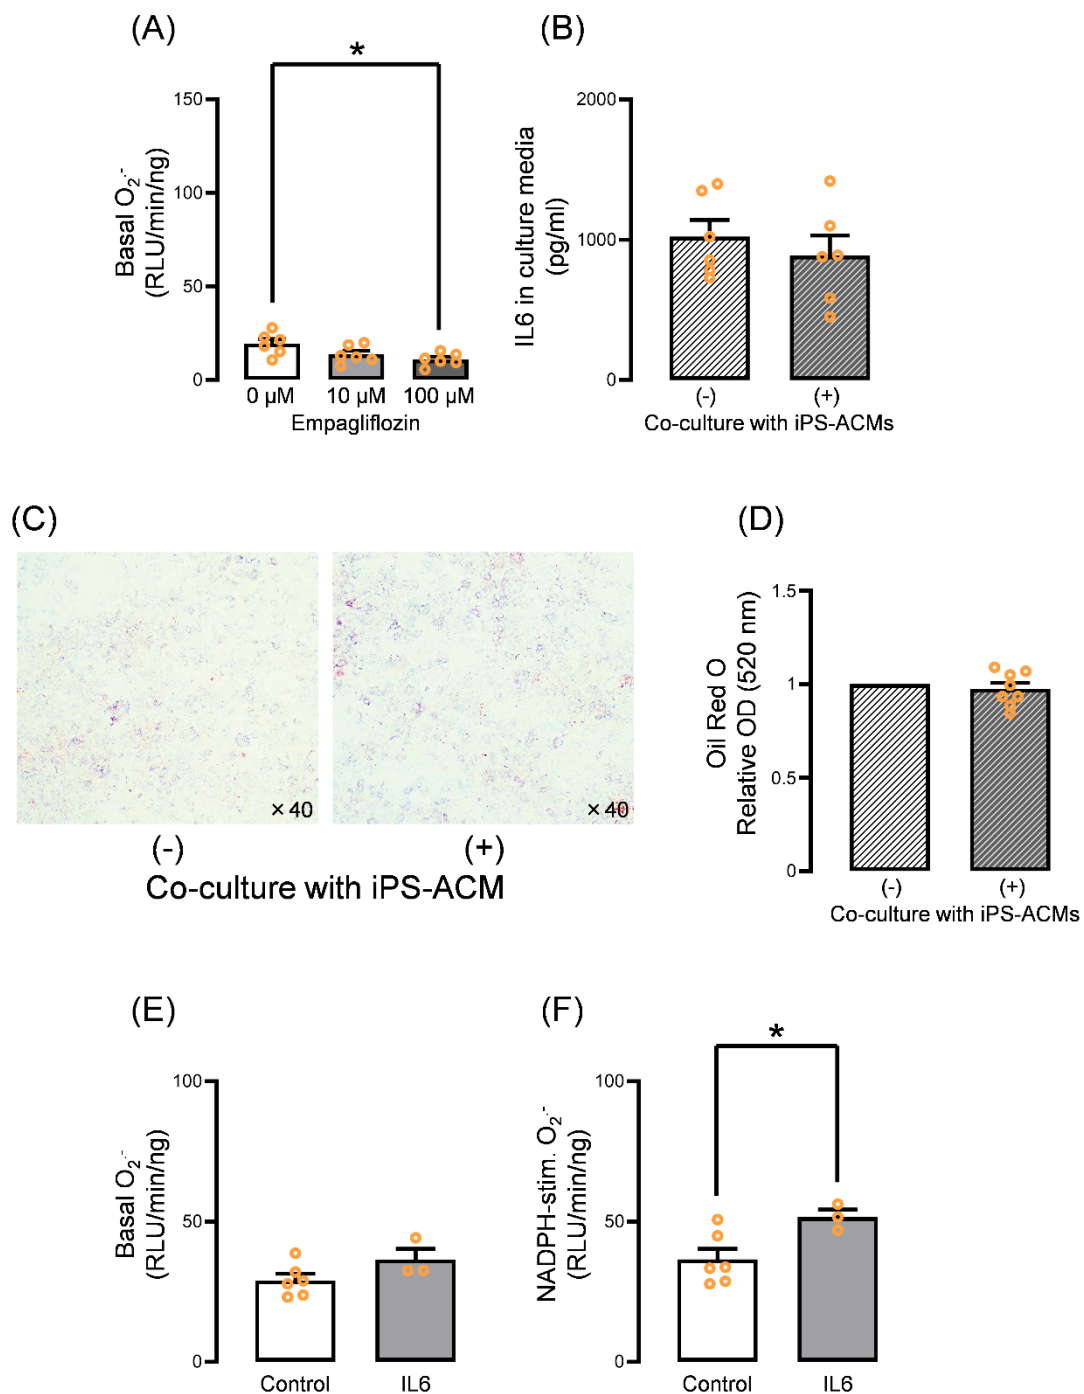 (A)
*
150
100
50
0
Basal O₂·⁻
(RLU/min/ng)
0 μM
10 μM
100 μM
Empagliflozin
(B)
2000
1000
0
IL6 in culture media
(pg/ml)
(-)
(+)
Co-culture with iPS-ACMs
(C)
×40
×40
(-)
(+)
Co-culture with iPS-ACM
(D)
1.5
1
0.5
0
Oil Red O
Relative OD (520 nm)
(-)
(+)
Co-culture with iPS-ACMs
(E)
100
50
0
Basal O₂·⁻
(RLU/min/ng)
Control
IL6
(F)
*
100
50
0
NADPH-stim. O₂·⁻
(RLU/min/ng)
Control
IL6